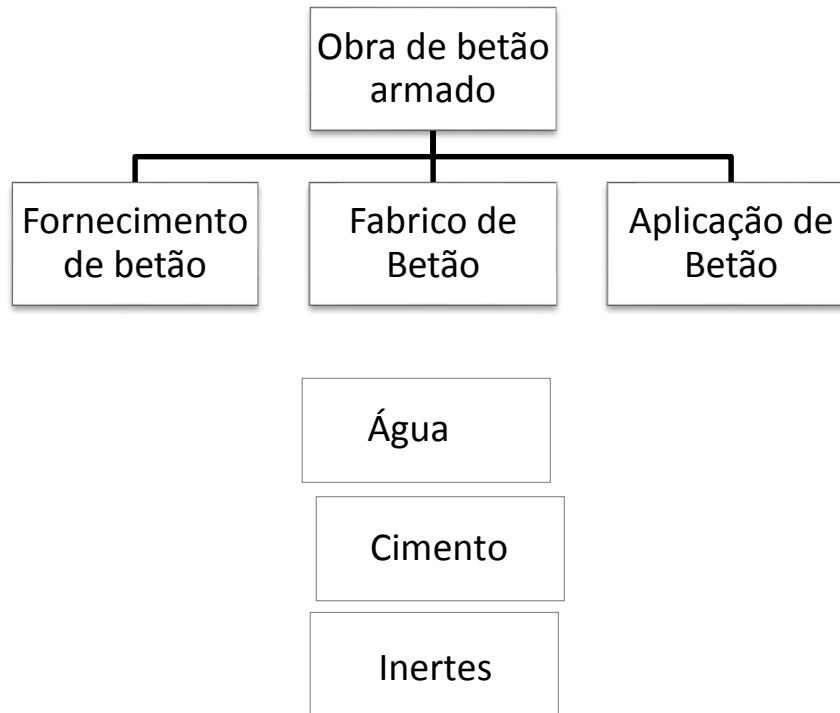 Obra de betão
armado
Fornecimento
de betão
Fabrico de
Betão
Aplicação de
Betão
Água
Cimento
Inertes